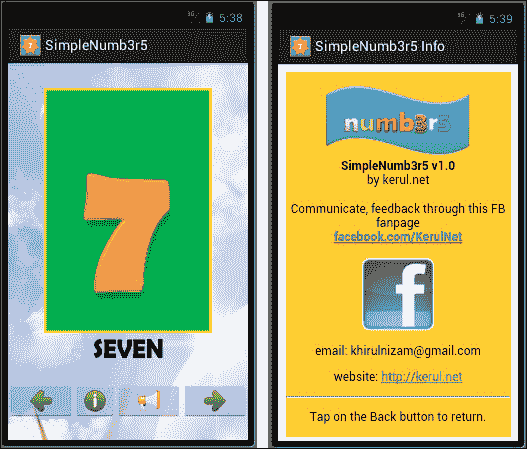 3G 5:38
7 SimpleNumb3r5
7
SEVEN
3G 5:39
7 SimpleNumb3r5 Info
numb3r5
SimpleNumb3r5 v1.0
by kerul.net
Communicate, feedback through this FB
fanpage
facebook.com/KerulNet
f
email: khirulnizam@gmail.com
website: http://kerul.net
Tap on the Back button to return.